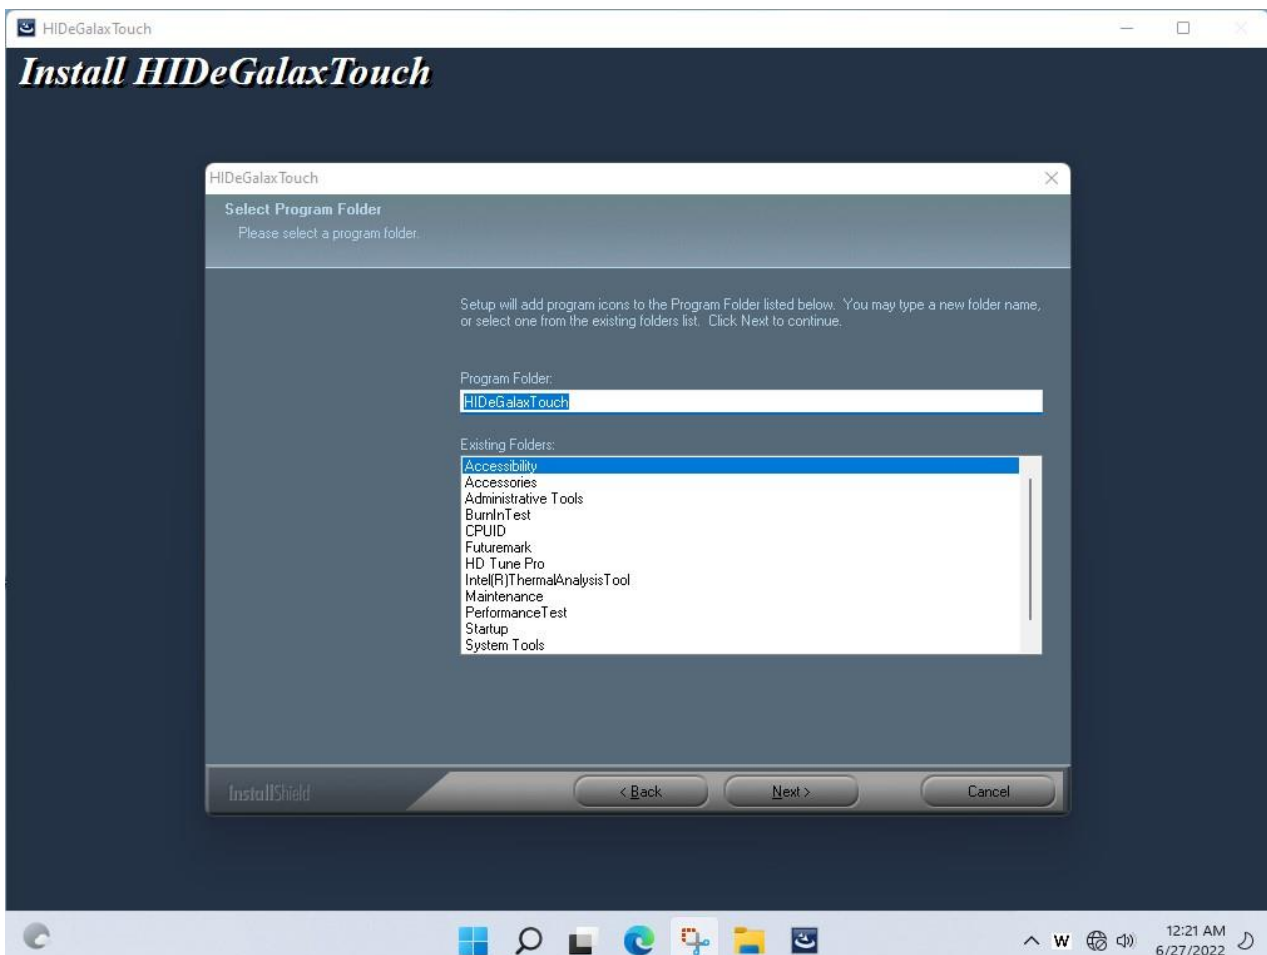 HIDeGalaxTouch
Install HIDeGalaxTouch
HIDeGalaxTouch
Select Program Folder
Please select a program folder.
Setup will add program icons to the Program Folder listed below. You may type a new folder name,
or select one from the existing folders list. Click Next to continue.
Program Folder:
HIDeGalaxTouch
Existing Folders:
Accessibility
Accessories
Administrative Tools
BurnInTest
CPUID
Futuremark
HD Tune Pro
Intel(R)ThermalAnalysisTool
Maintenance
PerformanceTest
Startup
System Tools
InstallShield
< Back
Next >
Cancel
W
12:21 AM
6/27/2022